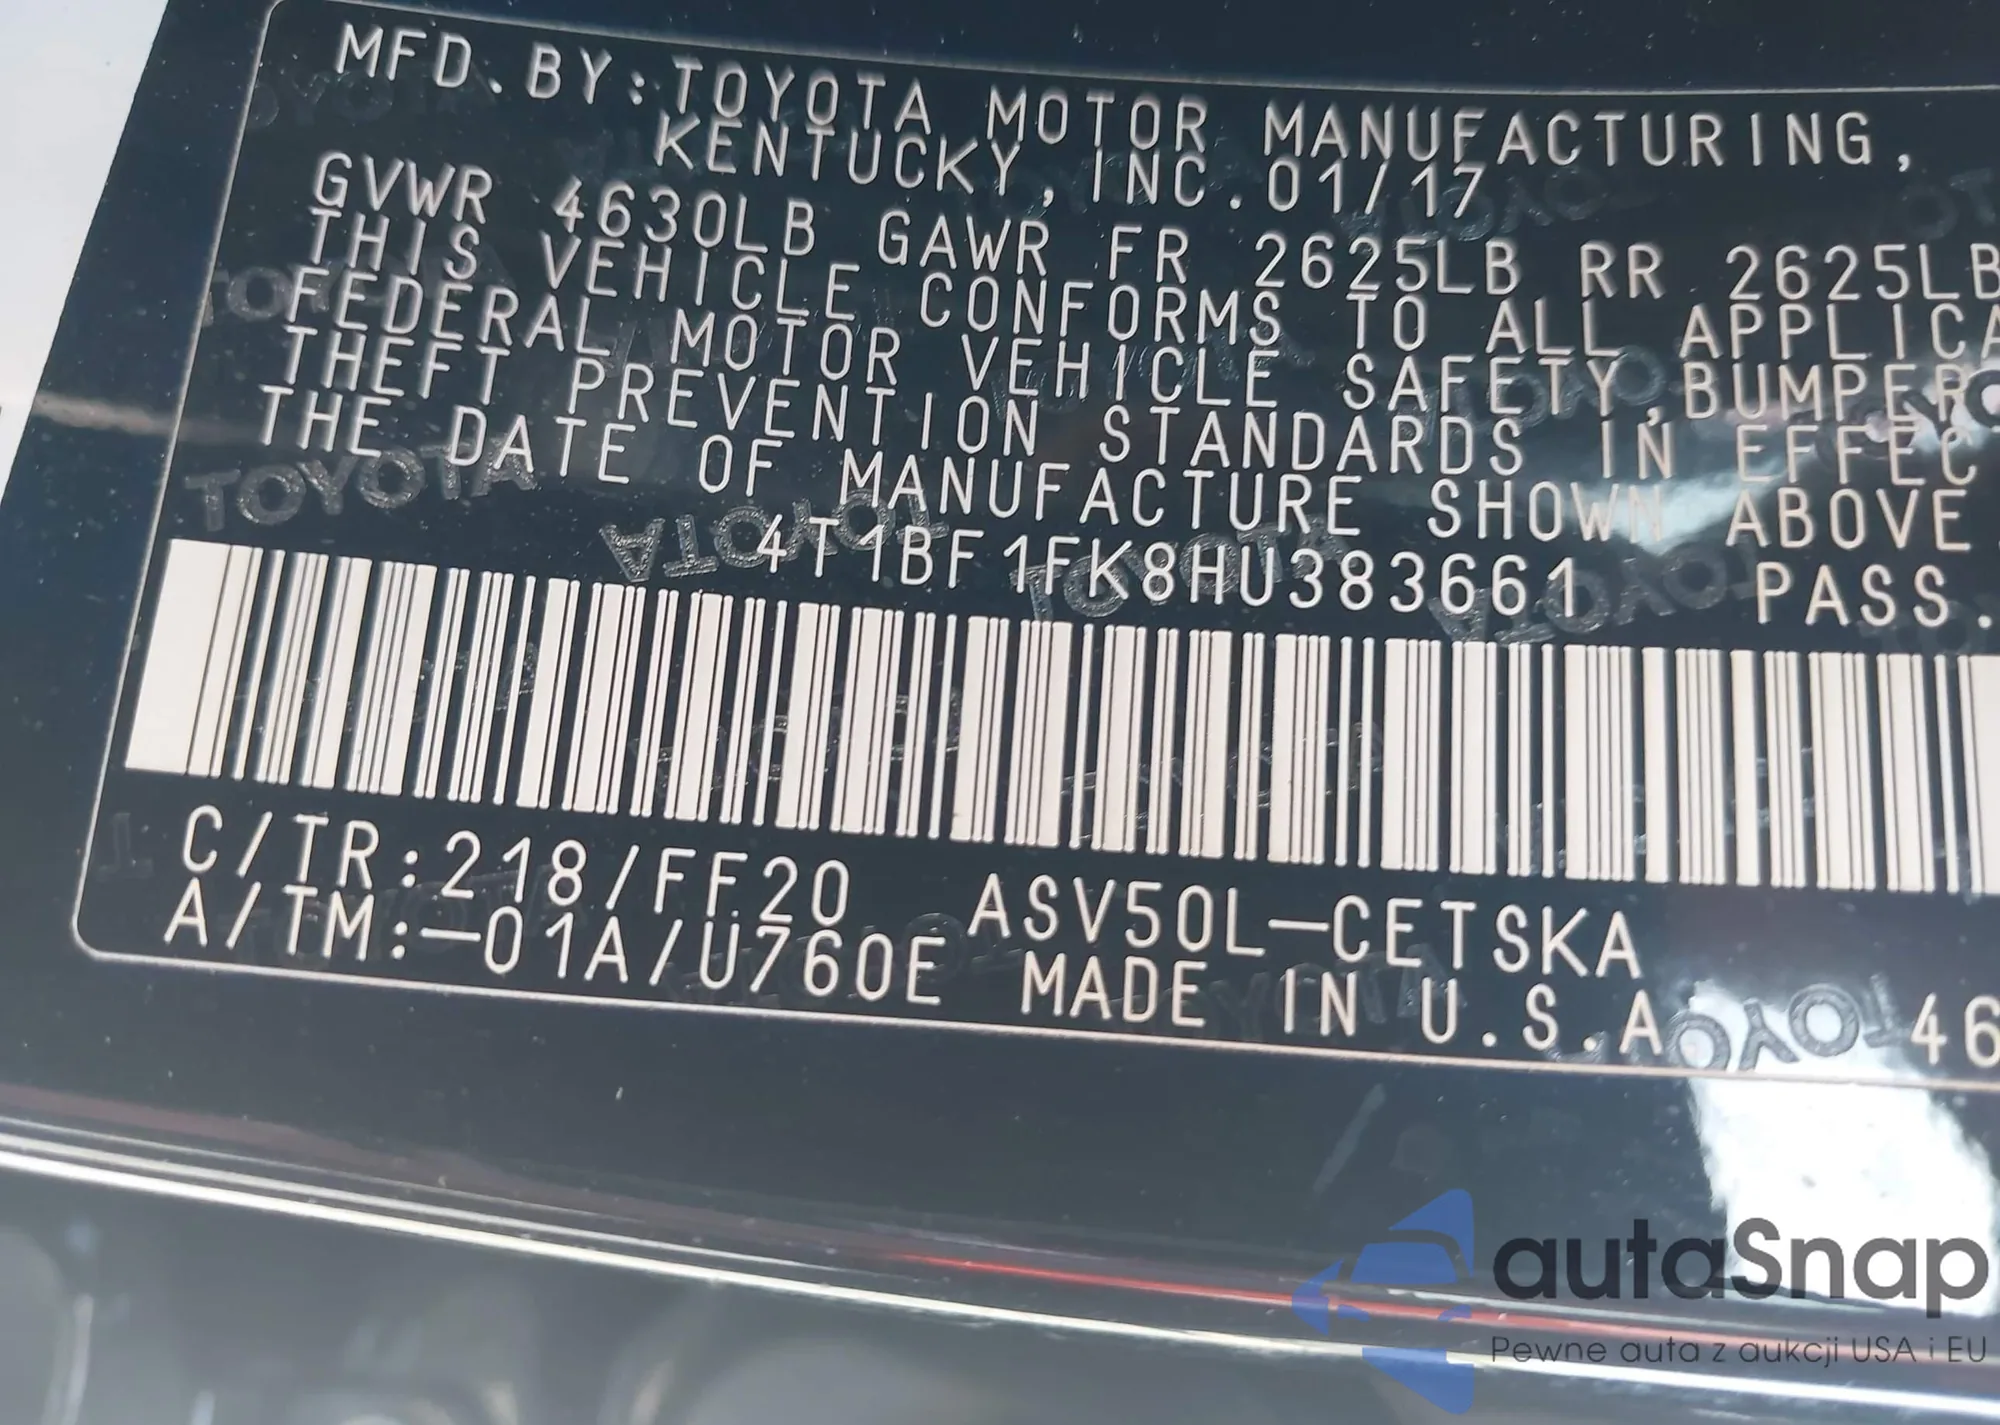 MFD.BY:TOYOTA MOTOR MANUFACTURING,
KENTUCKY,INC.01/17
GVWR 4630LB GAWR FR 2625LB RR 2625LB
THIS VEHICLE CONFORMS TO ALL APPLICA
FEDERAL MOTOR VEHICLE SAFETY,BUMPER
THEFT PREVENTION STANDARDS IN EFFEC
THE DATE OF MANUFACTURE SHOWN ABOVE.
4T1BF1FK8HU383661 PASS.
C/TR:218/FF20 ASV50L-CETSKA
A/TM:-01A/U760E MADE IN U.S.A. 46
autaSnap
Pewne auta z aukcji USA i EU